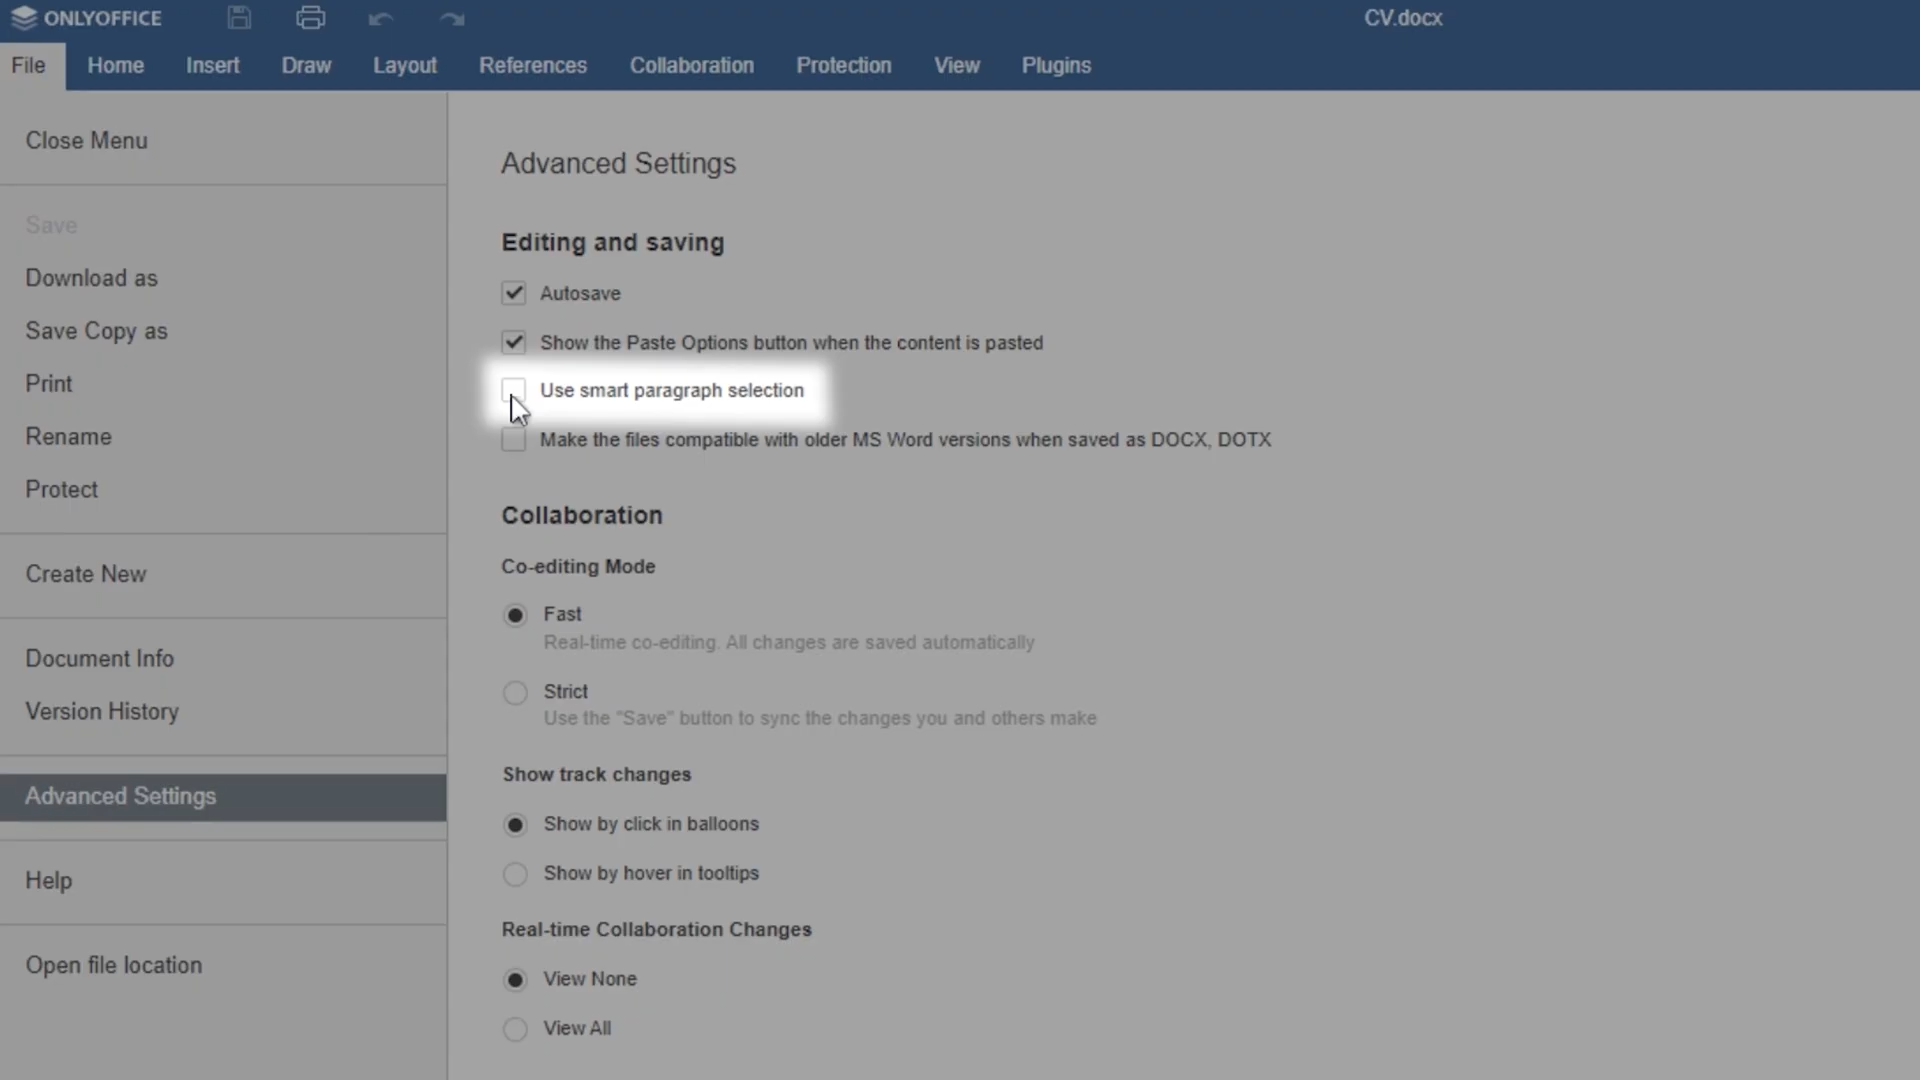 ONLYOFFICE
CV.docx
File Home Insert Draw Layout References Collaboration Protection View Plugins
Close Menu
Save
Download as
Save Copy as
Print
Rename
Protect
Create New
Document Info
Version History
Advanced Settings
Help
Open file location
Advanced Settings
Editing and saving
Autosave
Show the Paste Options button when the content is pasted
Use smart paragraph selection
Make the files compatible with older MS Word versions when saved as DOCX, DOTX
Collaboration
Co-editing Mode
Fast
Real-time co-editing. All changes are saved automatically
Strict
Use the "Save" button to sync the changes you and others make
Show track changes
Show by click in balloons
Show by hover in tooltips
Real-time Collaboration Changes
View None
View All